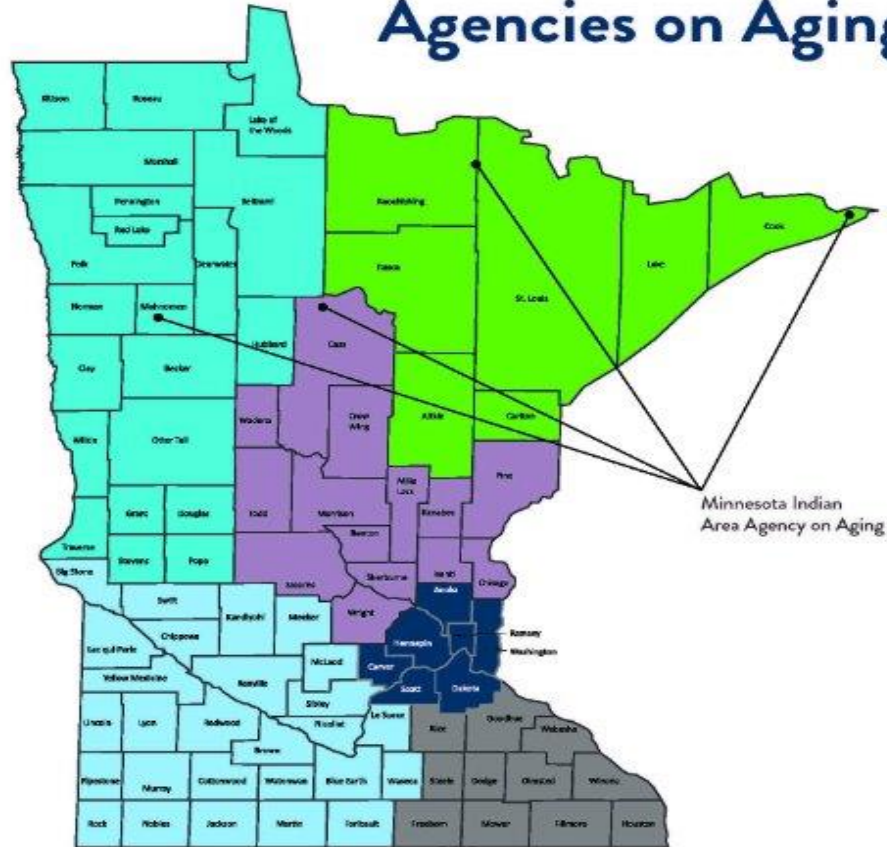 Agencies on Aging
Kittson
Roseau
Lake of
the Woods
Marshall
Koochiching
Pennington
Beltrami
Red Lake
Cook
Polk
Clearwater
Itasca
Lake
St. Louis
Norman
Mahnomen
Hubbard
Cass
Clay
Becker
Wadena
Crow
Wing
Aitkin
Carlton
Wilkin
Otter Tail
Pine
Mille
Lacs
Minnesota Indian
Area Agency on Aging
Grant
Douglas
Todd
Morrison
Kanabec
Benton
Traverse
Stevens
Pope
Big Stone
Stearns
Sherburne
Isanti
Chisago
Anoka
Swift
Kandiyohi
Meeker
Wright
Chippewa
Hennepin
Ramsey
Lac qui Parle
McLeod
Washington
Carver
Yellow Medicine
Renville
Scott
Dakota
Sibley
Lincoln
Lyon
Redwood
Nicollet
Le Sueur
Rice
Goodhue
Wabasha
Brown
Pipestone
Murray
Cottonwood
Watonwan
Blue Earth
Waseca
Steele
Dodge
Olmsted
Winona
Rock
Nobles
Jackson
Martin
Faribault
Freeborn
Mower
Fillmore
Houston